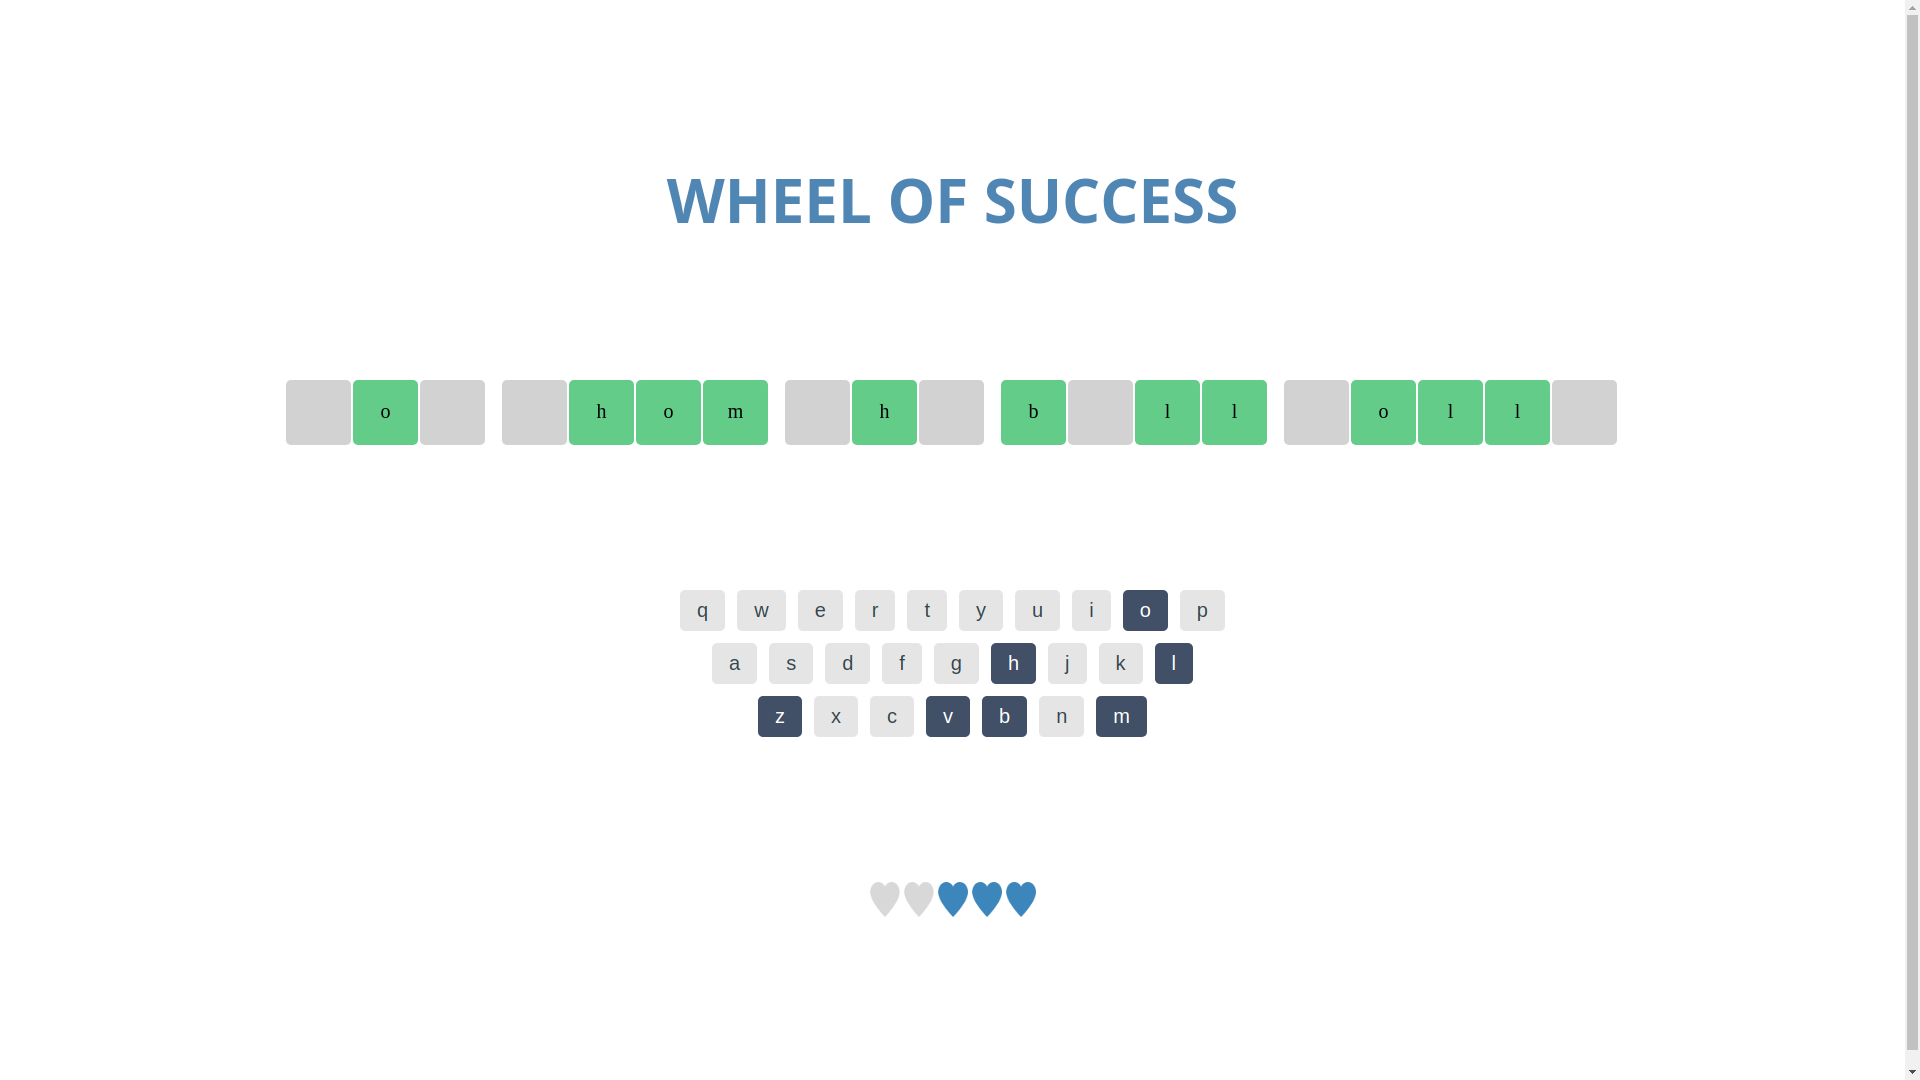 WHEEL OF SUCCESS
o h o m h b l l o l l
q w e r t y u i o p
a s d f g h j k l
z x c v b n m